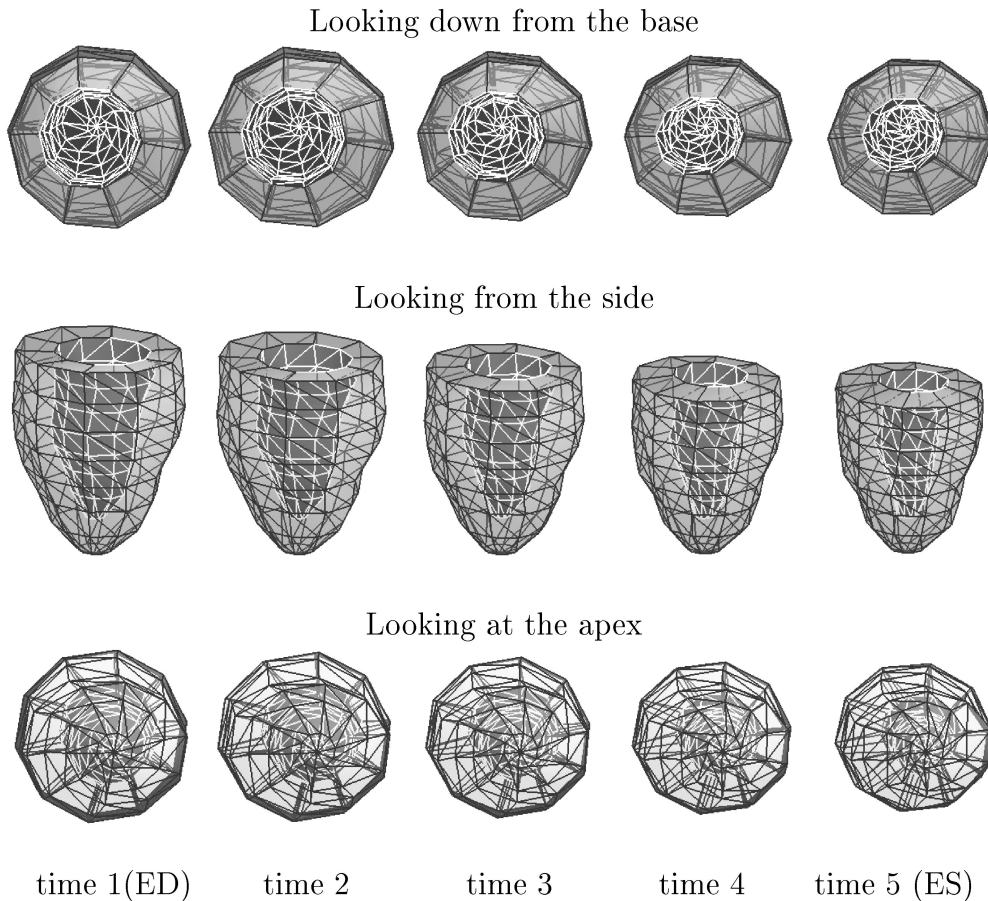 Looking down from the base
Looking from the side
Looking at the apex
time 1(ED) time 2 time 3 time 4 time 5 (ES)